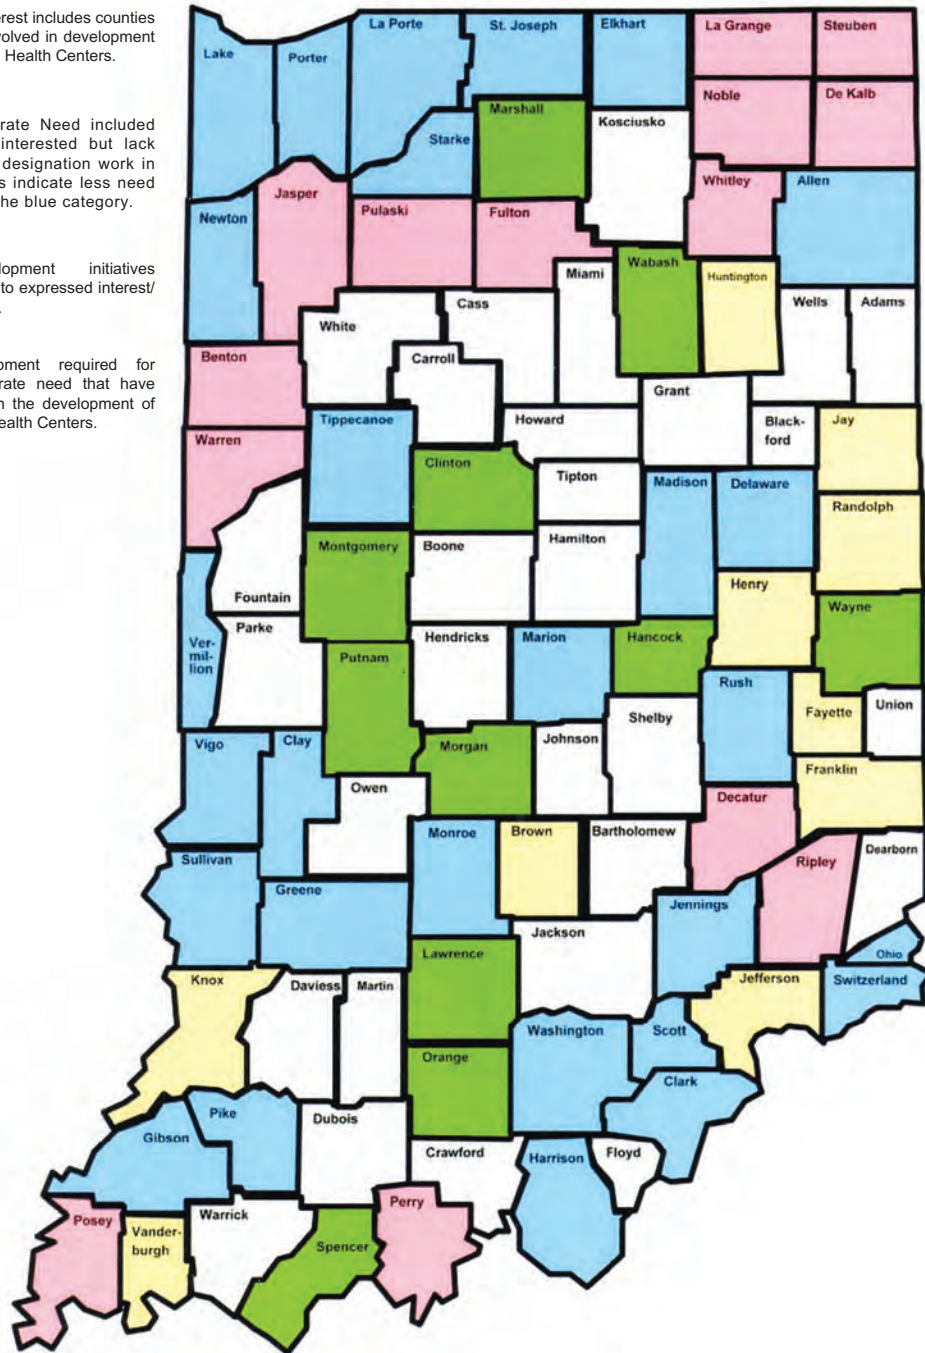 erest includes counties
volved in development
Health Centers.
rate Need included
interested but lack
designation work in
s indicate less need
he blue category.
lopment initiatives
to expressed interest/
.
pment required for
rate need that have
n the development of
ealth Centers.
Lake
Porter
La Porte
St. Joseph
Elkhart
La Grange
Steuben
Noble
De Kalb
Marshall
Kosciusko
Starke
Whitley
Allen
Newton
Jasper
Pulaski
Fulton
Miami
Wabash
Huntington
Wells
Adams
White
Cass
Carroll
Benton
Grant
Howard
Black-
ford
Jay
Warren
Tippecanoe
Clinton
Tipton
Madison
Delaware
Randolph
Montgomery
Boone
Hamilton
Henry
Wayne
Fountain
Parke
Ver-
mil-
lion
Putnam
Hendricks
Marion
Hancock
Rush
Fayette
Union
Vigo
Clay
Morgan
Johnson
Shelby
Franklin
Owen
Decatur
Monroe
Brown
Bartholomew
Ripley
Dearborn
Sullivan
Greene
Jennings
Jackson
Lawrence
Ohio
Knox
Daviess
Martin
Jefferson
Switzerland
Washington
Scott
Orange
Clark
Pike
Dubois
Gibson
Crawford
Harrison
Floyd
Posey
Vander-
burgh
Warrick
Perry
Spencer